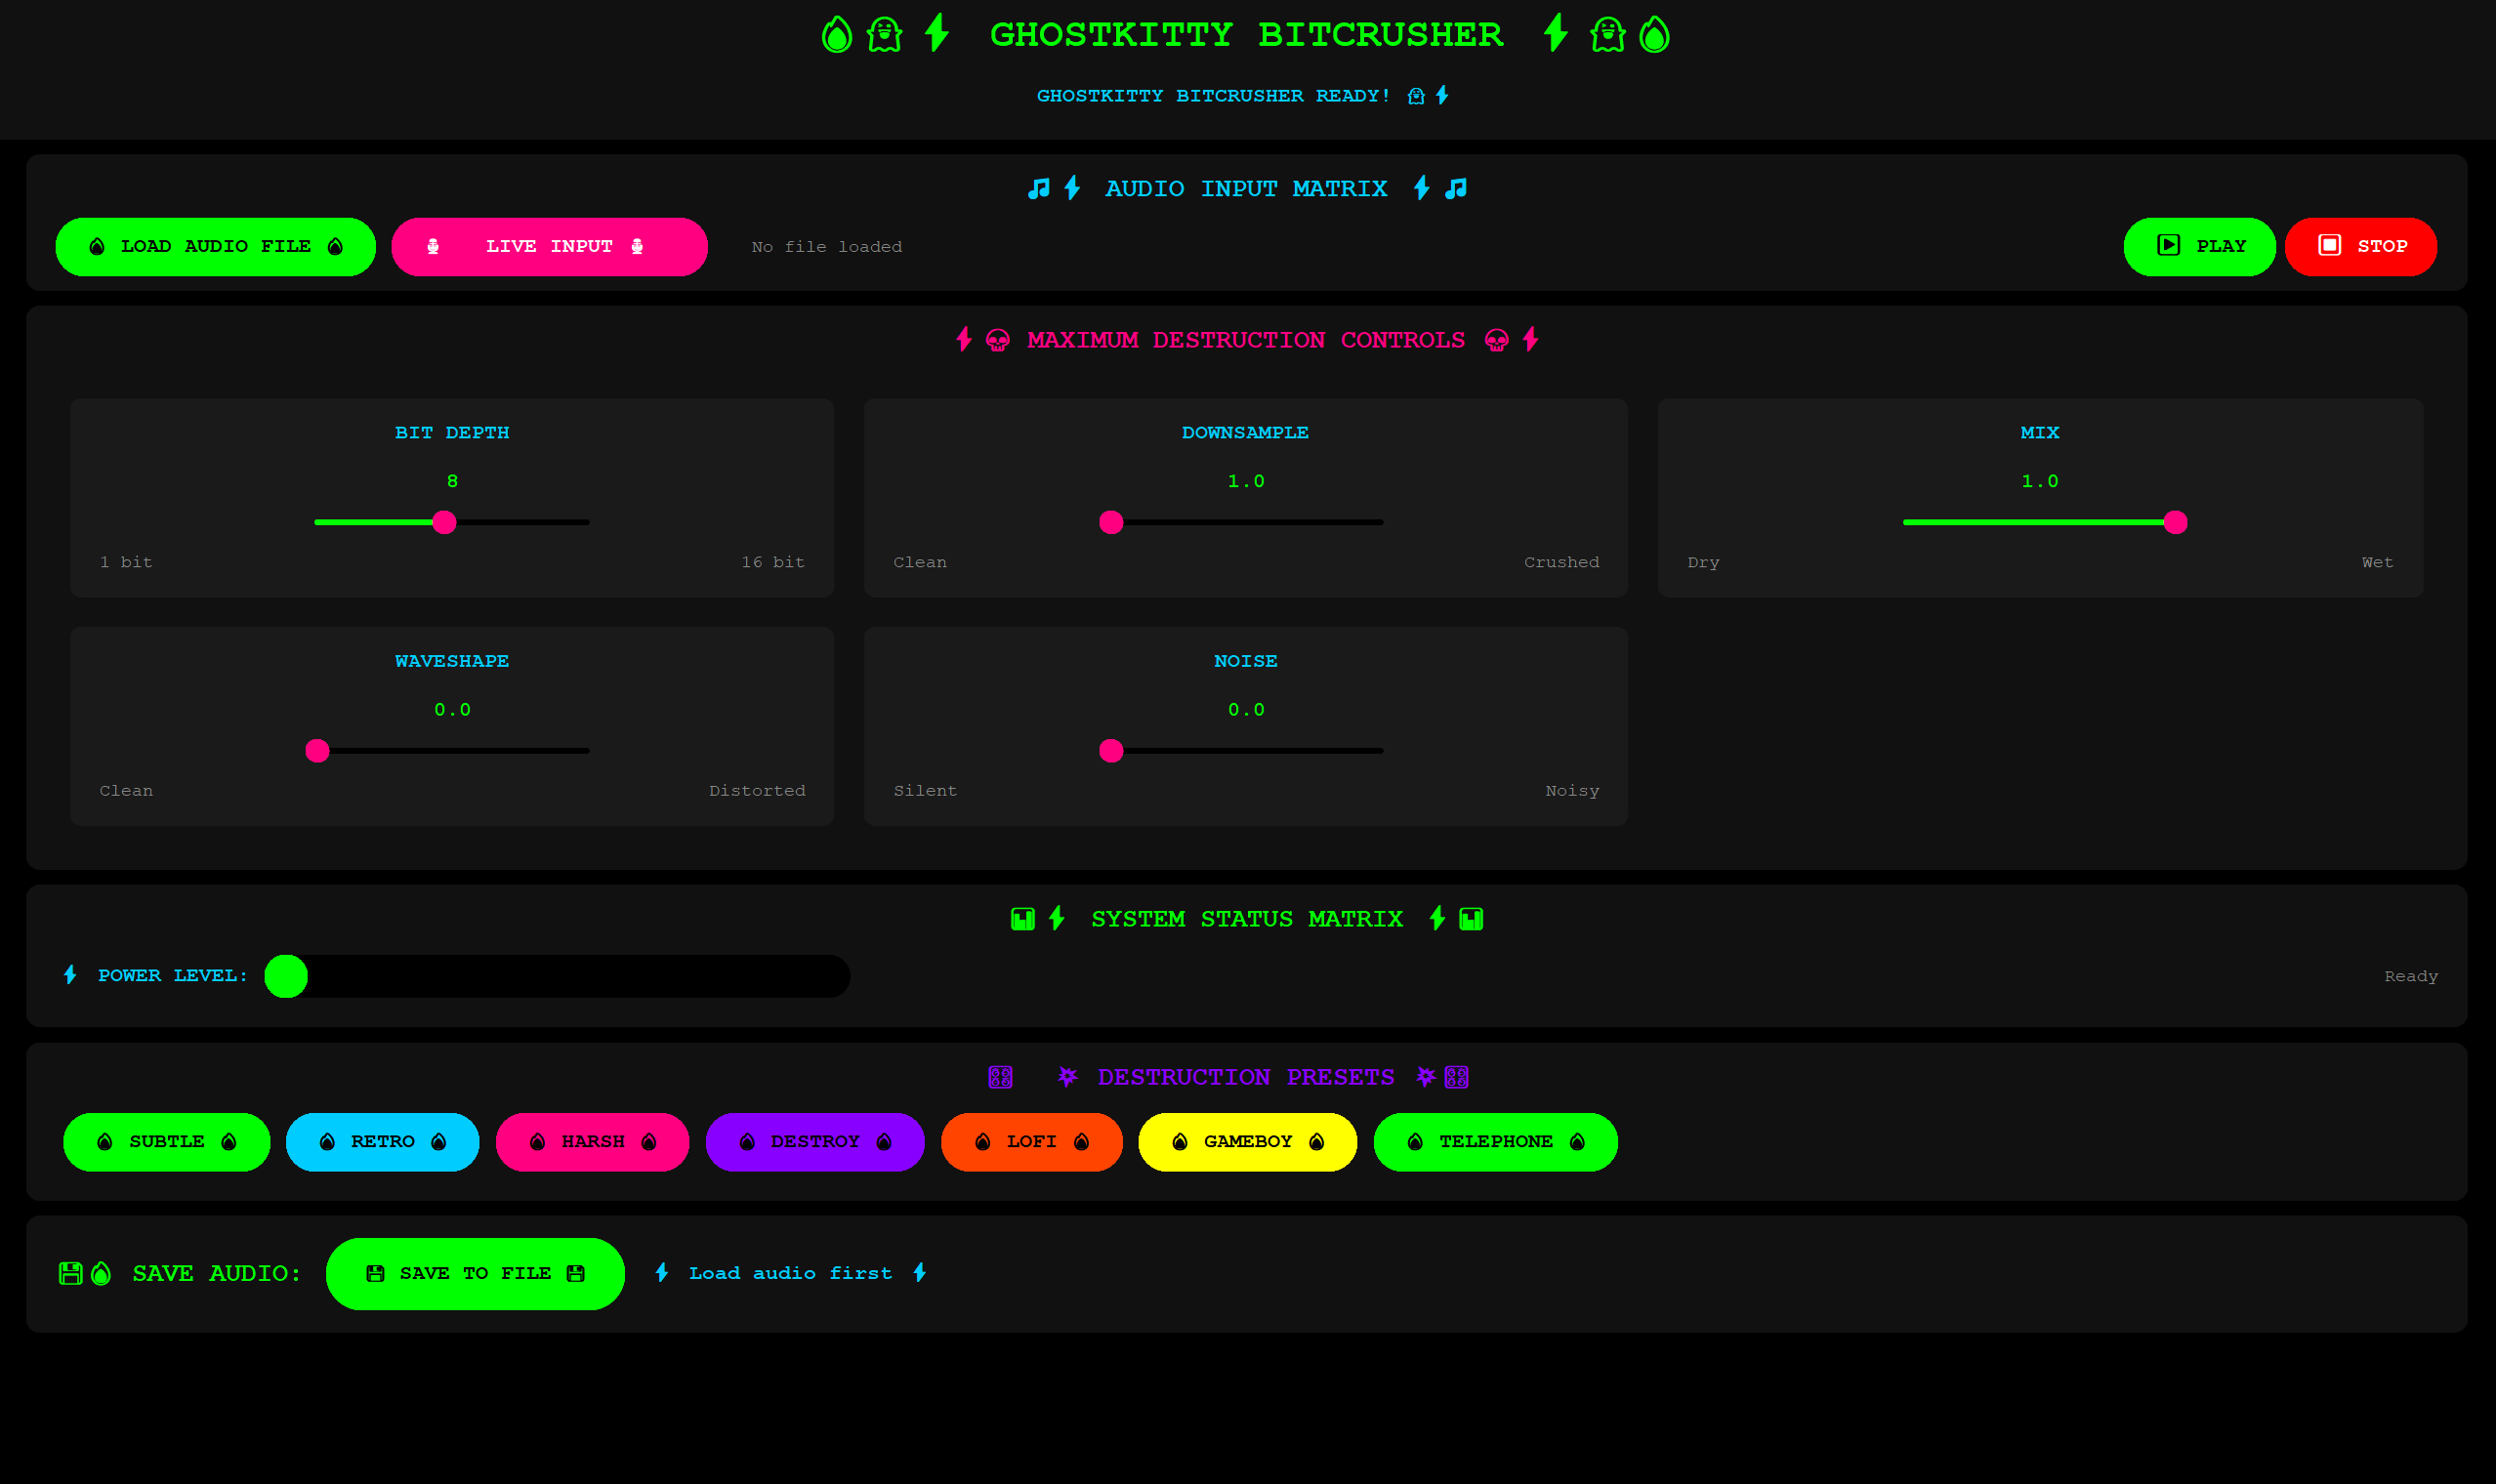 GHOSTKITTY BITCRUSHER
GHOSTKITTY BITCRUSHER READY!
AUDIO INPUT MATRIX
LOAD AUDIO FILE
LIVE INPUT
No file loaded
PLAY
STOP
MAXIMUM DESTRUCTION CONTROLS
BIT DEPTH
8
1 bit
16 bit
DOWNSAMPLE
1.0
Clean
Crushed
MIX
1.0
Dry
Wet
WAVESHAPE
0.0
Clean
Distorted
NOISE
0.0
Silent
Noisy
SYSTEM STATUS MATRIX
POWER LEVEL:
Ready
DESTRUCTION PRESETS
SUBTLE
RETRO
HARSH
DESTROY
LOFI
GAMEBOY
TELEPHONE
SAVE AUDIO:
SAVE TO FILE
Load audio first